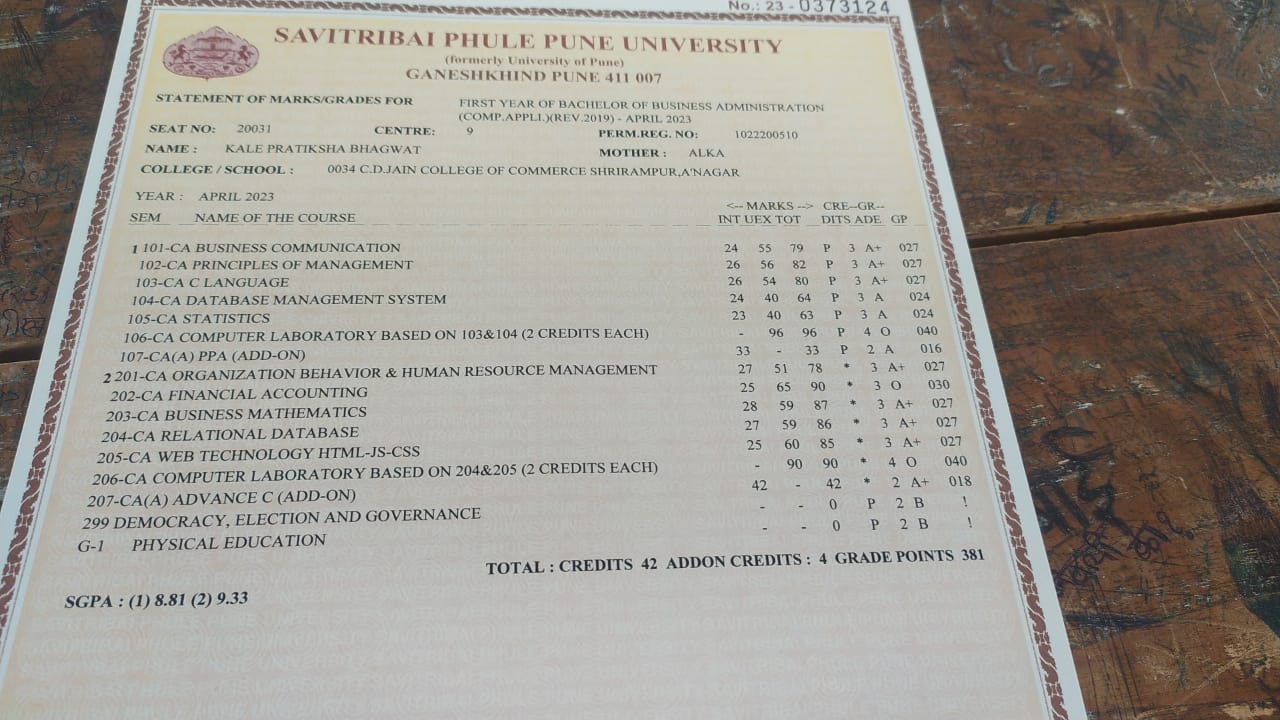 No.: 23 - 0373124
SAVITRIBAI PHULE PUNE UNIVERSITY
(formerly University of Pune)
GANESHKHIND PUNE 411 007
STATEMENT OF MARKS/GRADES FOR FIRST YEAR OF BACHELOR OF BUSINESS ADMINISTRATION
(COMP.APPLI.)(REV.2019) - APRIL 2023
SEAT NO: 20031 CENTRE: 9 PERM.REG. NO: 1022200510
NAME : KALE PRATIKSHA BHAGWAT MOTHER : ALKA
COLLEGE / SCHOOL : 0034 C.D.JAIN COLLEGE OF COMMERCE SHRIRAMPUR,A'NAGAR
YEAR : APRIL 2023
<-- MARKS --> CRE--GR--
SEM NAME OF THE COURSE INT UEX TOT DITS ADE GP
1 101-CA BUSINESS COMMUNICATION 24 55 79 P 3 A+ 027
102-CA PRINCIPLES OF MANAGEMENT 26 56 82 P 3 A+ 027
103-CA C LANGUAGE 26 54 80 P 3 A+ 027
104-CA DATABASE MANAGEMENT SYSTEM 24 40 64 P 3 A 024
105-CA STATISTICS 23 40 63 P 3 A 024
106-CA COMPUTER LABORATORY BASED ON 103&104 (2 CREDITS EACH) - 96 96 P 4 O 040
107-CA(A) PPA (ADD-ON) 33 - 33 P 2 A 016
2 201-CA ORGANIZATION BEHAVIOR & HUMAN RESOURCE MANAGEMENT 27 51 78 * 3 A+ 027
202-CA FINANCIAL ACCOUNTING 25 65 90 * 3 O 030
203-CA BUSINESS MATHEMATICS 28 59 87 * 3 A+ 027
204-CA RELATIONAL DATABASE 27 59 86 * 3 A+ 027
205-CA WEB TECHNOLOGY HTML-JS-CSS 25 60 85 * 3 A+ 027
206-CA COMPUTER LABORATORY BASED ON 204&205 (2 CREDITS EACH) - 90 90 * 4 O 040
207-CA(A) ADVANCE C (ADD-ON) 42 - 42 * 2 A+ 018
299 DEMOCRACY, ELECTION AND GOVERNANCE - - 0 P 2 B !
G-1 PHYSICAL EDUCATION - - 0 P 2 B !
TOTAL : CREDITS 42 ADDON CREDITS : 4 GRADE POINTS 381
SGPA : (1) 8.81 (2) 9.33